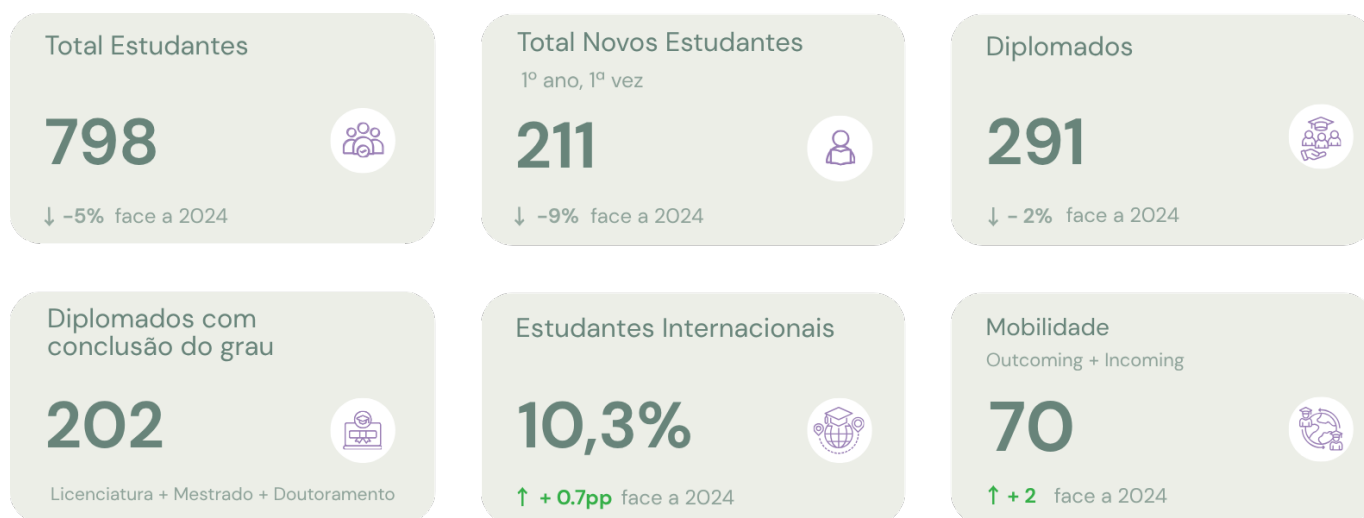 Total Estudantes
798
↓ -5% face a 2024
Total Novos Estudantes
1º ano, 1ª vez
211
↓ -9% face a 2024
Diplomados
291
↓ - 2% face a 2024
Diplomados com
conclusão do grau
202
Licenciatura + Mestrado + Doutoramento
Estudantes Internacionais
10,3%
↑ + 0.7pp face a 2024
Mobilidade
Outcoming + Incoming
70
↑ + 2 face a 2024